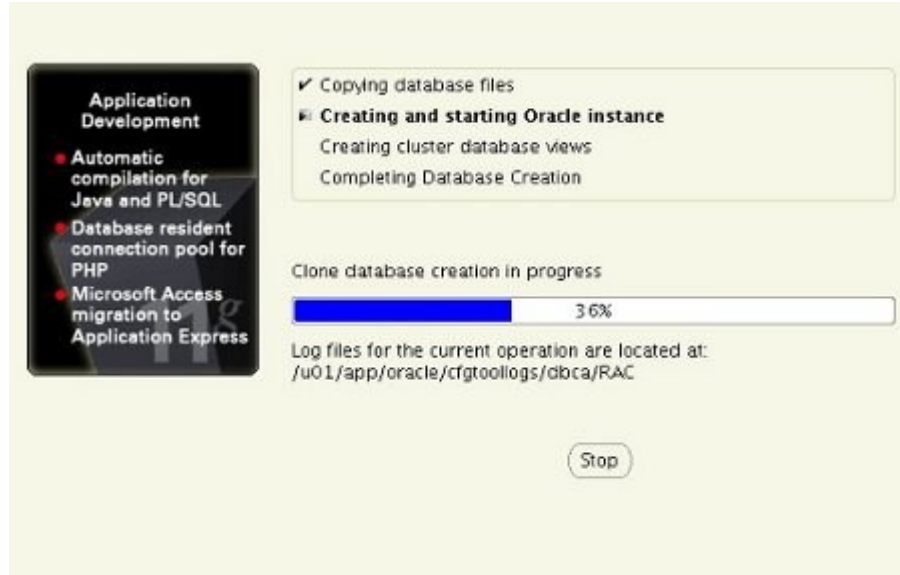 Application
Development
Automatic
compilation for
Java and PL/SQL
Database resident
connection pool for
PHP
Microsoft Access
migration to
Application Express
11g
Copying database files
Creating and starting Oracle instance
Creating cluster database views
Completing Database Creation
Clone database creation in progress
36%
Log files for the current operation are located at:
/u01/app/oracle/cfgtoollogs/dbca/RAC
Stop